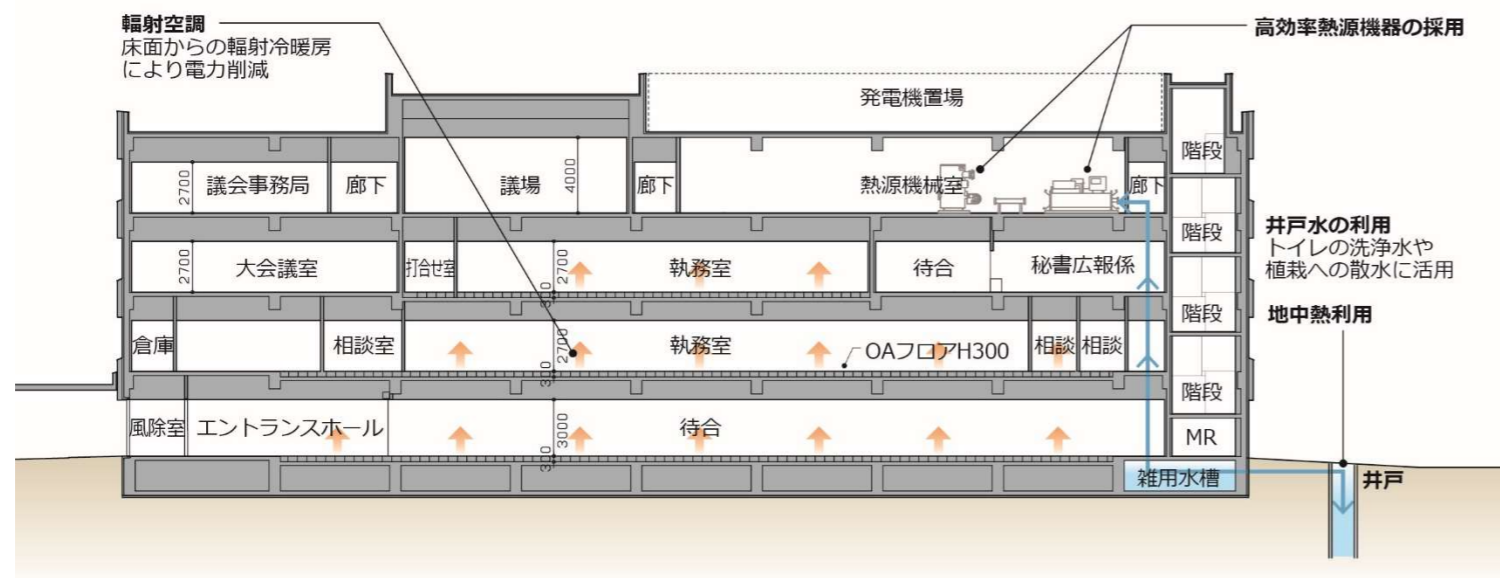 輻射空調
床面からの輻射冷暖房
により電力削減
高効率熱源機器の採用
発電機置場
階段
2700
議会事務局
廊下
議場
4000
廊下
熱源機械室
廊下
階段
井戸水の利用
トイレの洗浄水や
植栽への散水に活用
2700
大会議室
打合せ室
2700
執務室
待合
秘書広報係
300
階段
地中熱利用
倉庫
相談室
2700
執務室
OAフロアH300
相談
相談
300
階段
風除室
エントランスホール
3000
待合
MR
300
雑用水槽
井戸